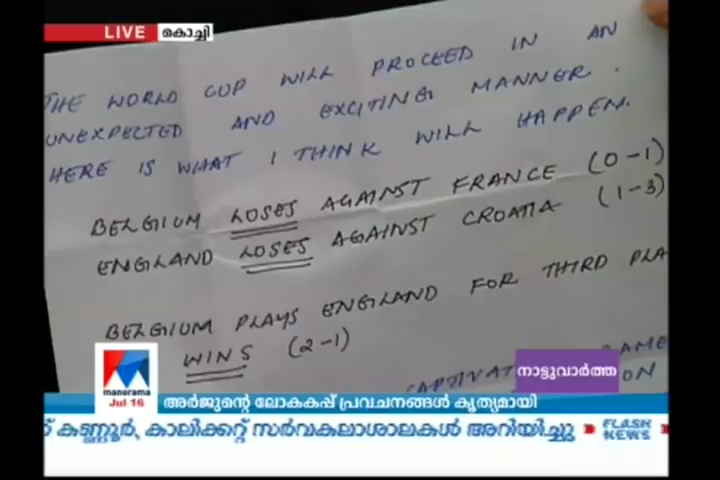 LIVE കൊച്ചി
THE WORLD CUP WILL PROCEED IN AN
UNEXPECTED AND EXCITING MANNER.
HERE IS WHAT I THINK WILL HAPPEN.
BELGIUM LOSES AGAINST FRANCE (0-1)
ENGLAND LOSES AGAINST CROATIA (1-3)
BELGIUM PLAYS ENGLAND FOR THIRD PLA
WINS (2-1)
നാട്ടുവാർത്ത
manorama
Jul 16
അർജുന്റെ ലോകകപ്പ് പ്രവചനങ്ങൾ കൃത്യമായി
കണ്ണൂർ, കാലിക്കറ്റ് സർവകലാശാലകൾ അറിയിച്ചു
FLASH
NEWS